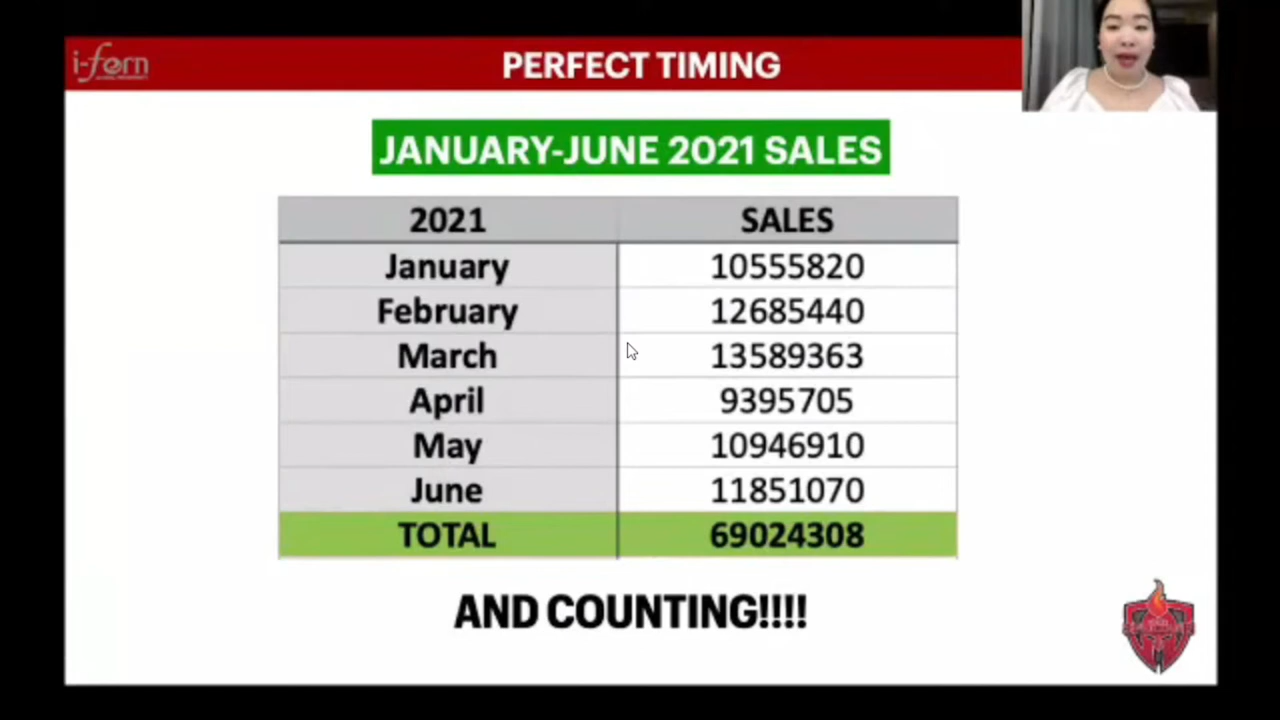 i-fern
PERFECT TIMING
JANUARY-JUNE 2021 SALES
2021 SALES
January 10555820
February 12685440
March 13589363
April 9395705
May 10946910
June 11851070
TOTAL 69024308
AND COUNTING!!!!